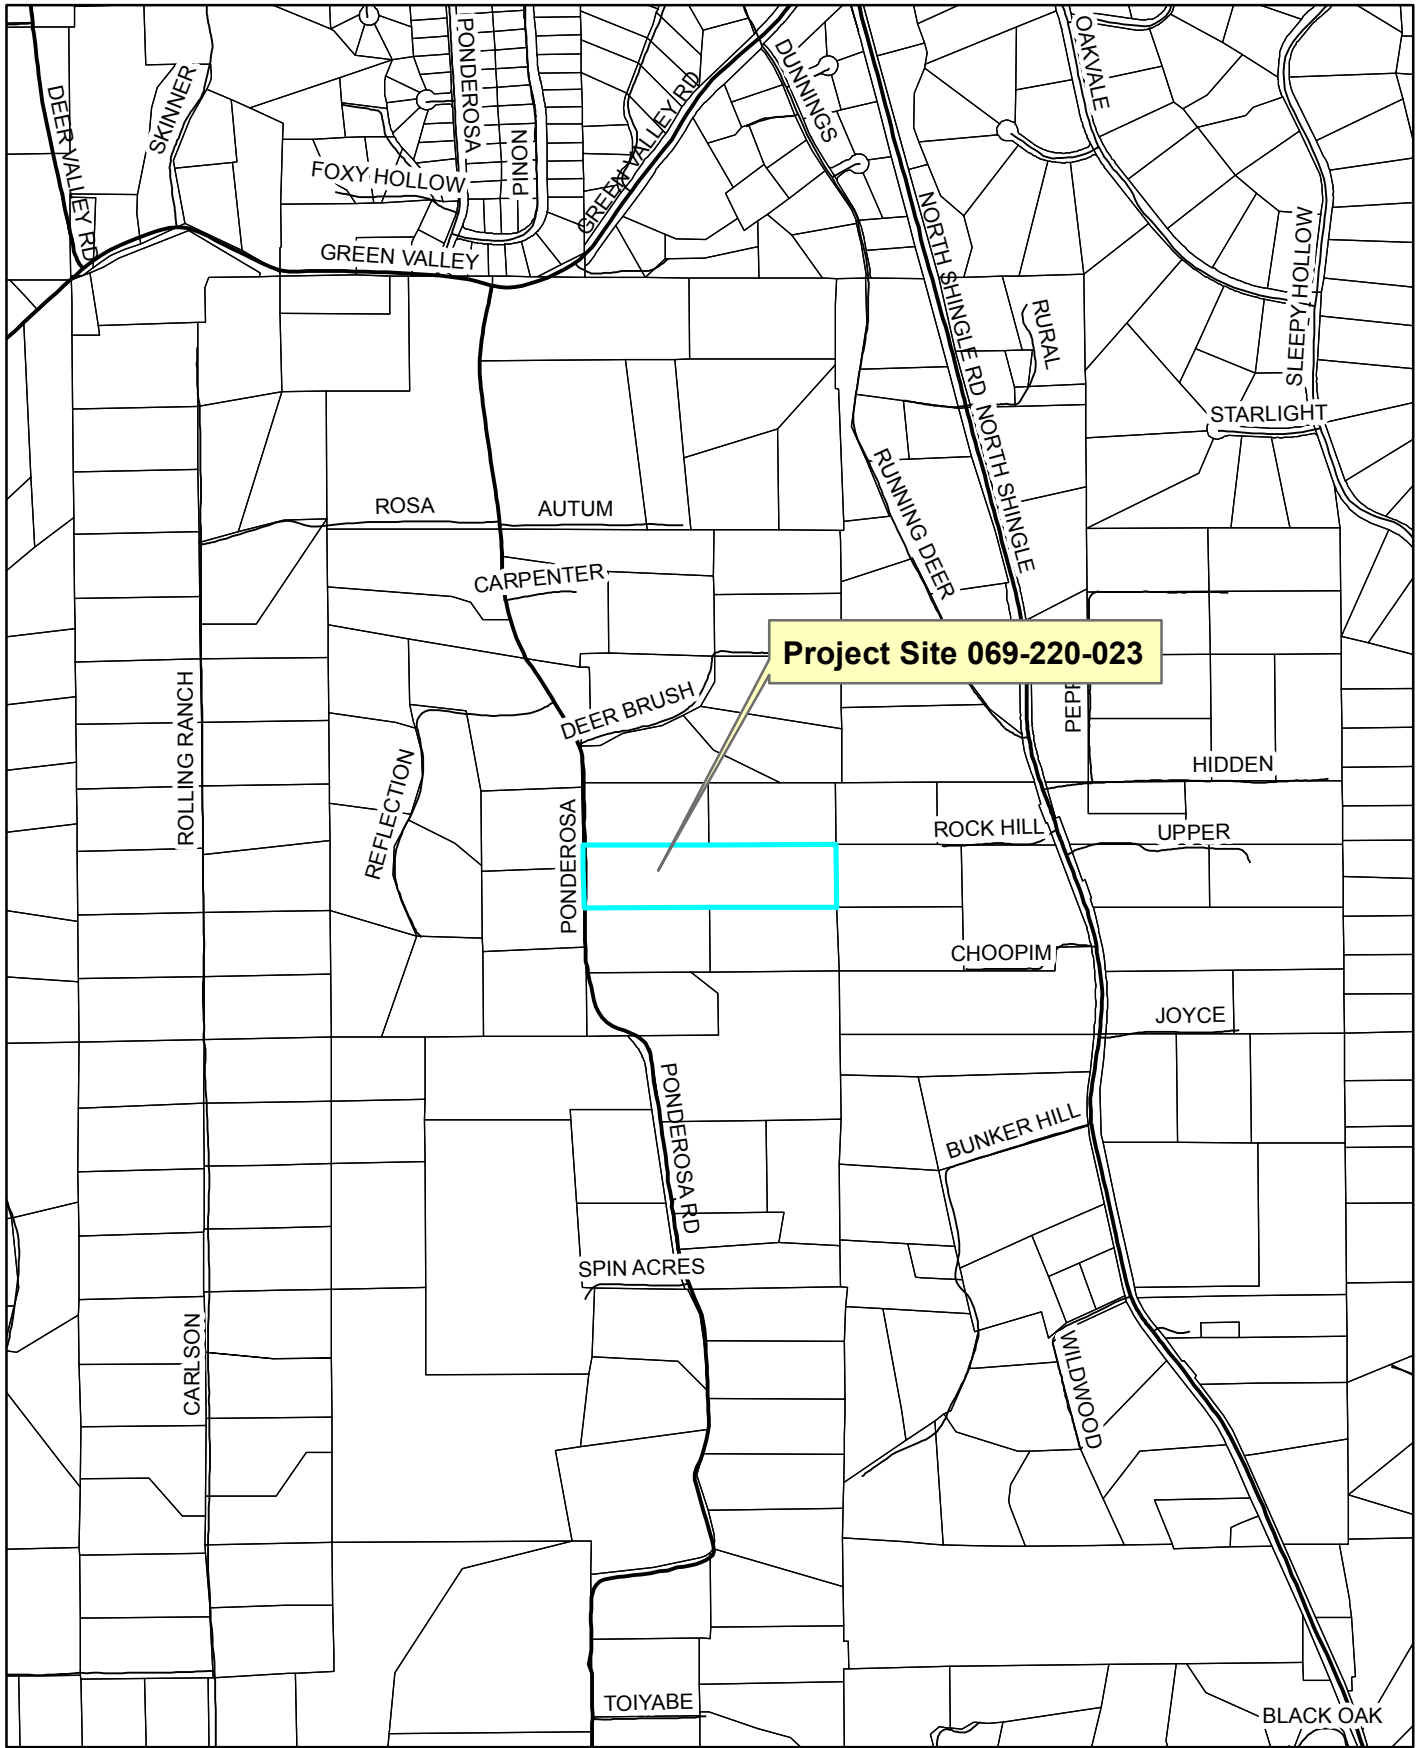 DEER VALLEY RD
SKINNER
PONDEROSA
PINON
FOXY HOLLOW
GREEN VALLEY
GREEN VALLEY RD
DUNNINGS
OAKVALE
NORTH SHINGLE RD
NORTH SHINGLE
RURAL
SLEEPY HOLLOW
STARLIGHT
RUNNING DEER
ROSA
AUTUM
CARPENTER
Project Site 069-220-023
DEER BRUSH
REFLECTION
ROLLING RANCH
PONDEROSA
PEPP
HIDDEN
ROCK HILL
UPPER
CHOOPIM
JOYCE
PONDEROSA RD
BUNKER HILL
SPIN ACRES
CARLSON
WILDWOOD
TOIYABE
BLACK OAK